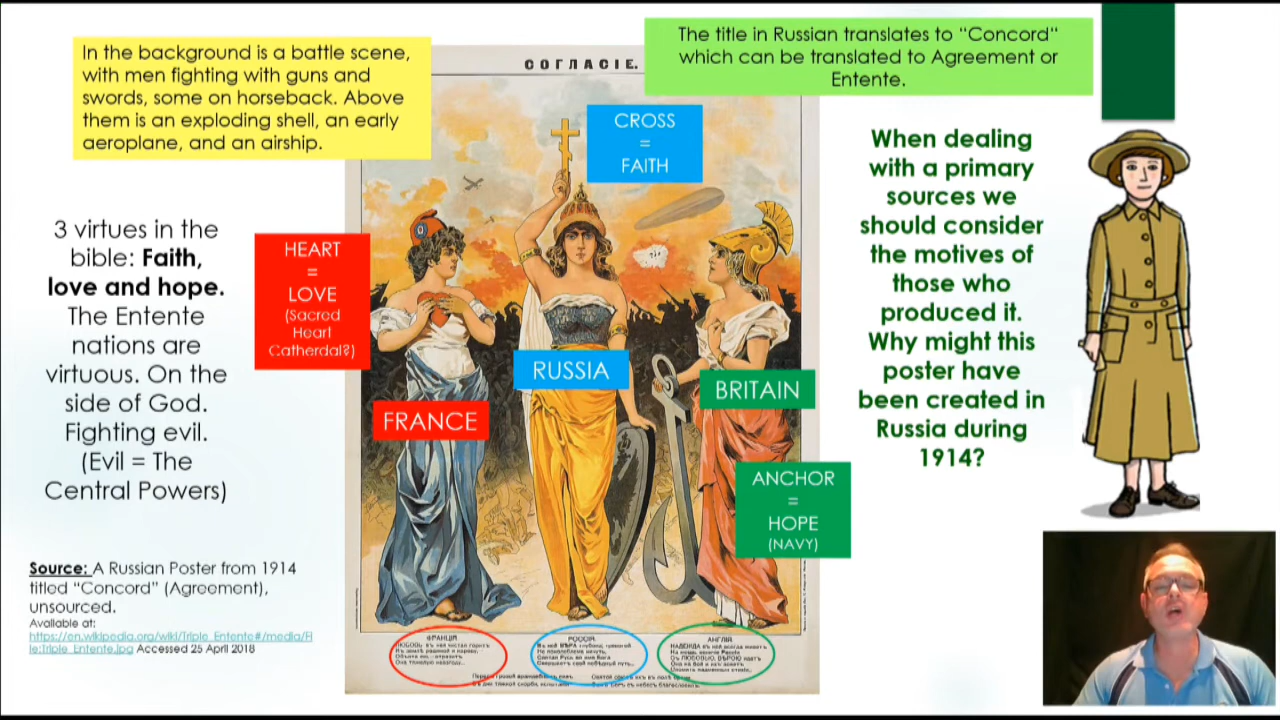 In the background is a battle scene,
with men fighting with guns and
swords, some on horseback. Above
them is an exploding shell, an early
aeroplane, and an airship.
СОГЛАСІЕ.
The title in Russian translates to “Concord”
which can be translated to Agreement or
Entente.
CROSS
=
FAITH
When dealing
with a primary
sources we
should consider
the motives of
those who
produced it.
Why might this
poster have
been created in
Russia during
1914?
3 virtues in the
bible: Faith,
love and hope.
The Entente
nations are
virtuous. On the
side of God.
Fighting evil.
(Evil = The
Central Powers)
HEART
=
LOVE
(Sacred
Heart
Catherdal?)
RUSSIA
BRITAIN
FRANCE
ANCHOR
=
HOPE
(NAVY)
Source: A Russian Poster from 1914
titled “Concord” (Agreement),
unsourced.
Available at:
https://en.wikipedia.org/wiki/Triple_Entente#/media/Fi
le:Triple_Entente.jpg Accessed 25 April 2018
ФРАНЦІЯ.
РОССІЯ.
АНГЛІЯ.